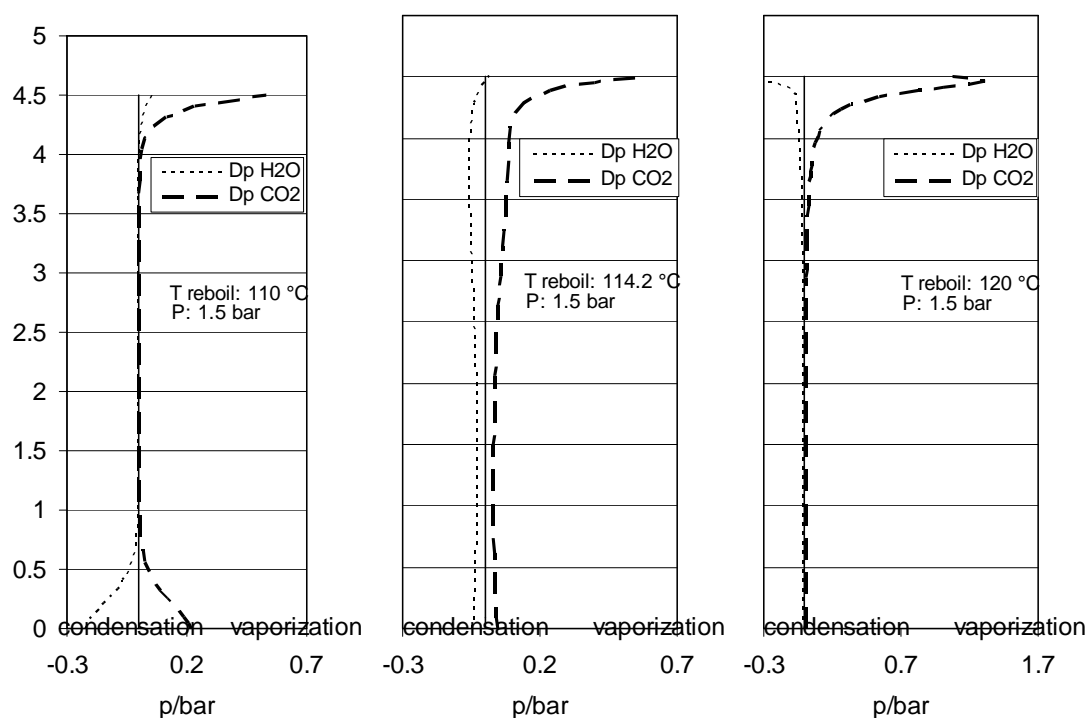 5
4.5
4
3.5
3
2.5
2
1.5
1
0.5
0
Dp H2O
Dp CO2
T reboil: 110 °C
P: 1.5 bar
condensation vaporization
-0.3 0.2 0.7
p/bar
Dp H2O
Dp CO2
T reboil: 114.2 °C
P: 1.5 bar
condensation vaporization
-0.3 0.2 0.7
p/bar
Dp H2O
Dp CO2
T reboil: 120 °C
P: 1.5 bar
condensation vaporization
-0.3 0.7 1.7
p/bar